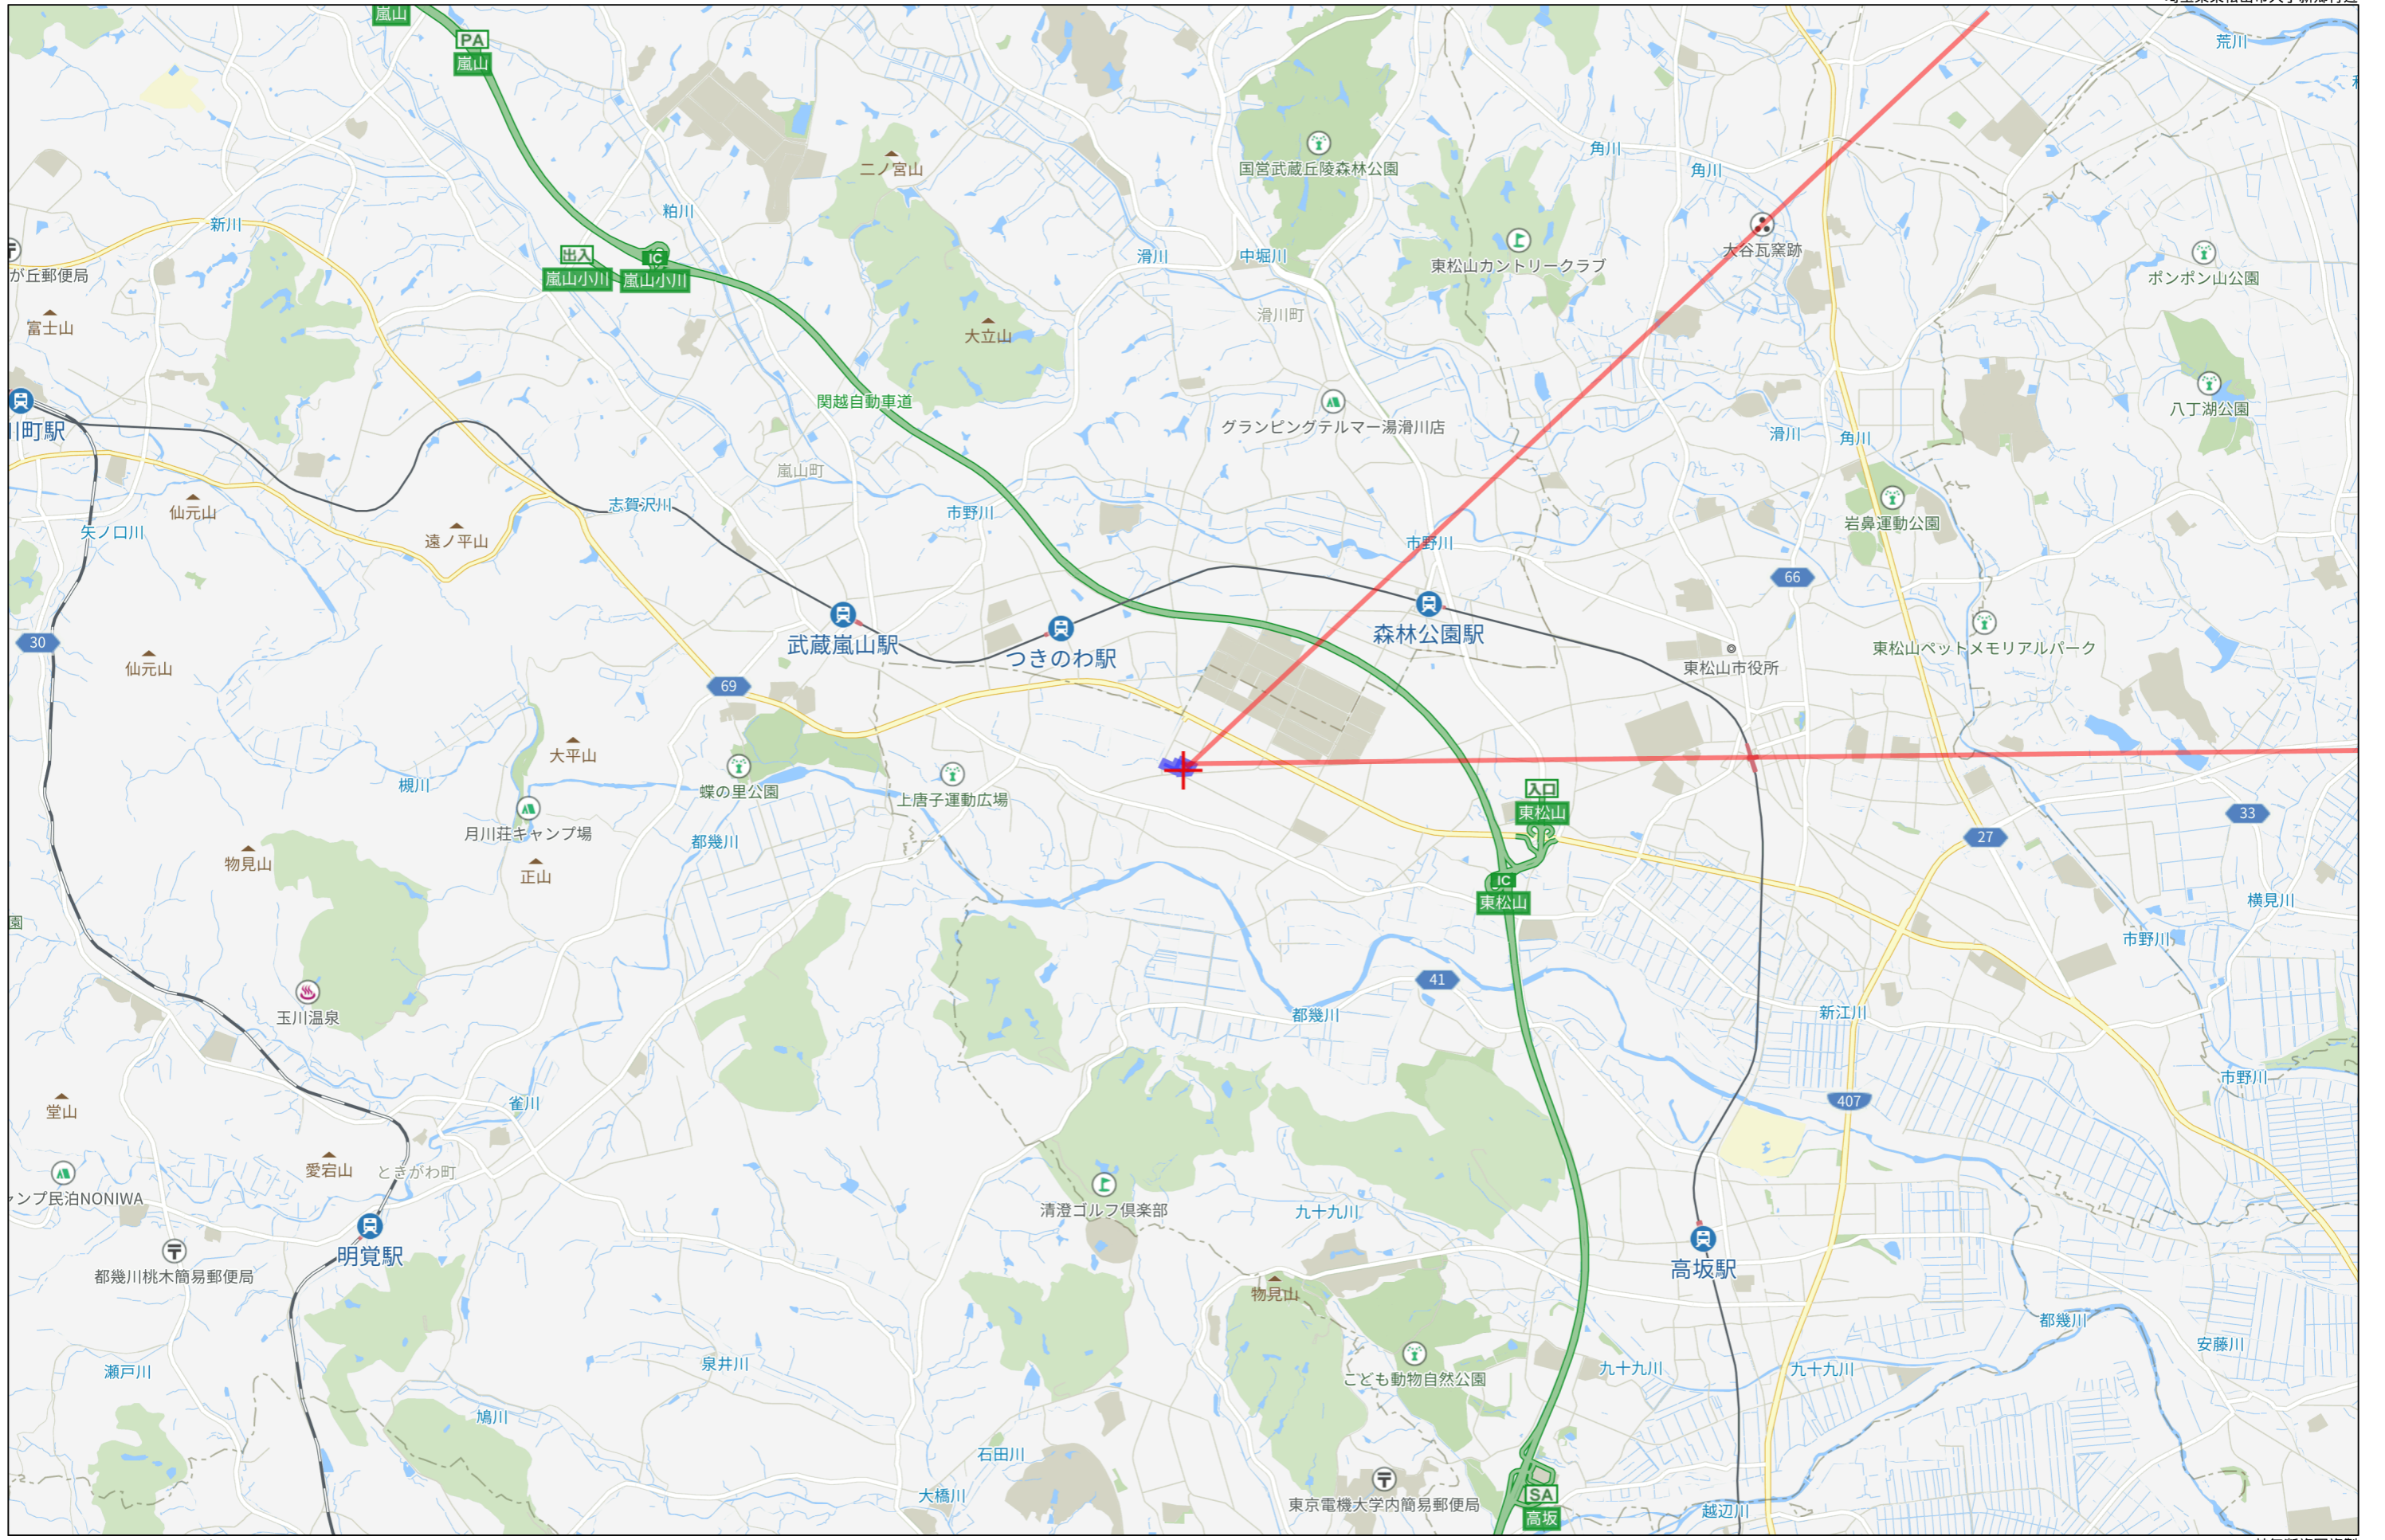 嵐山
荒川
PA
嵐山
角川
二ノ宮山
国営武蔵丘陵森林公園
角川
粕川
新川
大谷瓦窯跡
滑川
中堀川
出入
IC
東松山カントリークラブ
が丘郵便局
嵐山小川
嵐山小川
ポンポン山公園
滑川町
富士山
大立山
関越自動車道
八丁湖公園
グランピングテルマー湯滑川店
川町駅
滑川
角川
嵐山町
志賀沢川
仙元山
市野川
岩鼻運動公園
矢ノ口川
遠ノ平山
市野川
66
森林公園駅
30
武蔵嵐山駅
つきのわ駅
東松山ペットメモリアルパーク
仙元山
東松山市役所
69
大平山
槻川
蝶の里公園
上唐子運動広場
入口
東松山
33
月川荘キャンプ場
都幾川
27
物見山
正山
IC
東松山
横見川
園
市野川
41
玉川温泉
都幾川
新江川
市野川
雀川
407
堂山
愛宕山
ときがわ町
ャンプ民泊NONIWA
清澄ゴルフ倶楽部
九十九川
明覚駅
高坂駅
都幾川桃木簡易郵便局
物見山
都幾川
安藤川
瀬戸川
泉井川
こども動物自然公園
九十九川
九十九川
鳩川
石田川
大橋川
東京電機大学内簡易郵便局
SA
高坂
越辺川